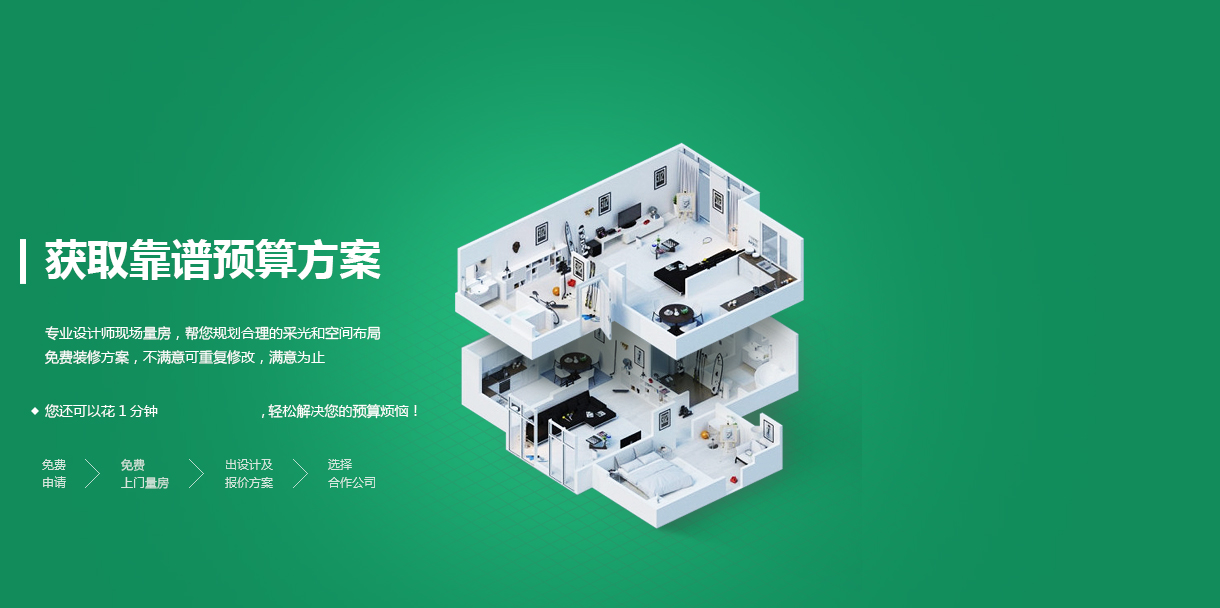 获取靠谱预算方案
专业设计师现场量房，帮您规划合理的采光和空间布局
免费装修方案，不满意可重复修改，满意为止
您还可以花1分钟 ，轻松解决您的预算烦恼！
免费
申请
免费
上门量房
出设计及
报价方案
选择
合作公司